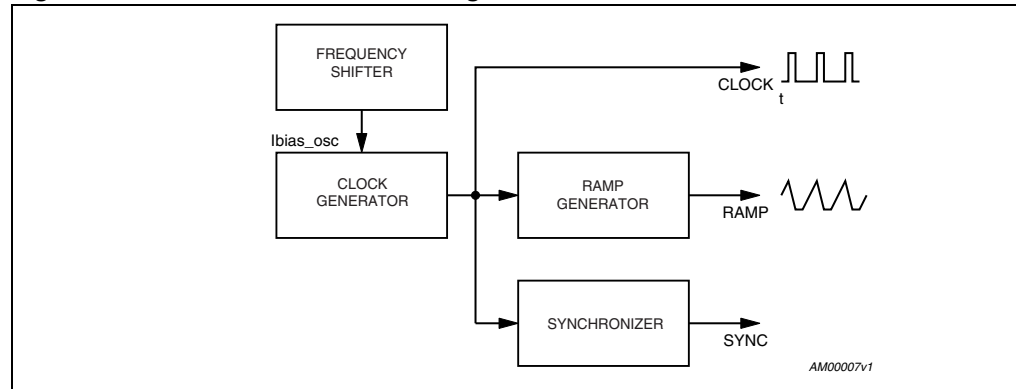 FREQUENCY
SHIFTER
CLOCK
t
Ibias_osc
CLOCK
GENERATOR
RAMP
GENERATOR
RAMP
SYNCHRONIZER
SYNC
AM00007v1